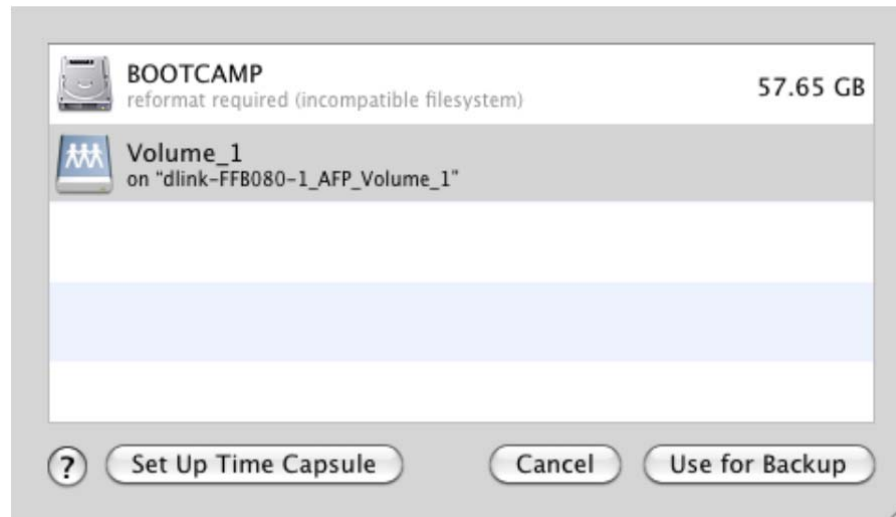 BOOTCAMP
57.65 GB
reformat required (incompatible filesystem)
Volume_1
on “dlink-FFB080-1_AFP_Volume_1”
? Set Up Time Capsule Cancel Use for Backup